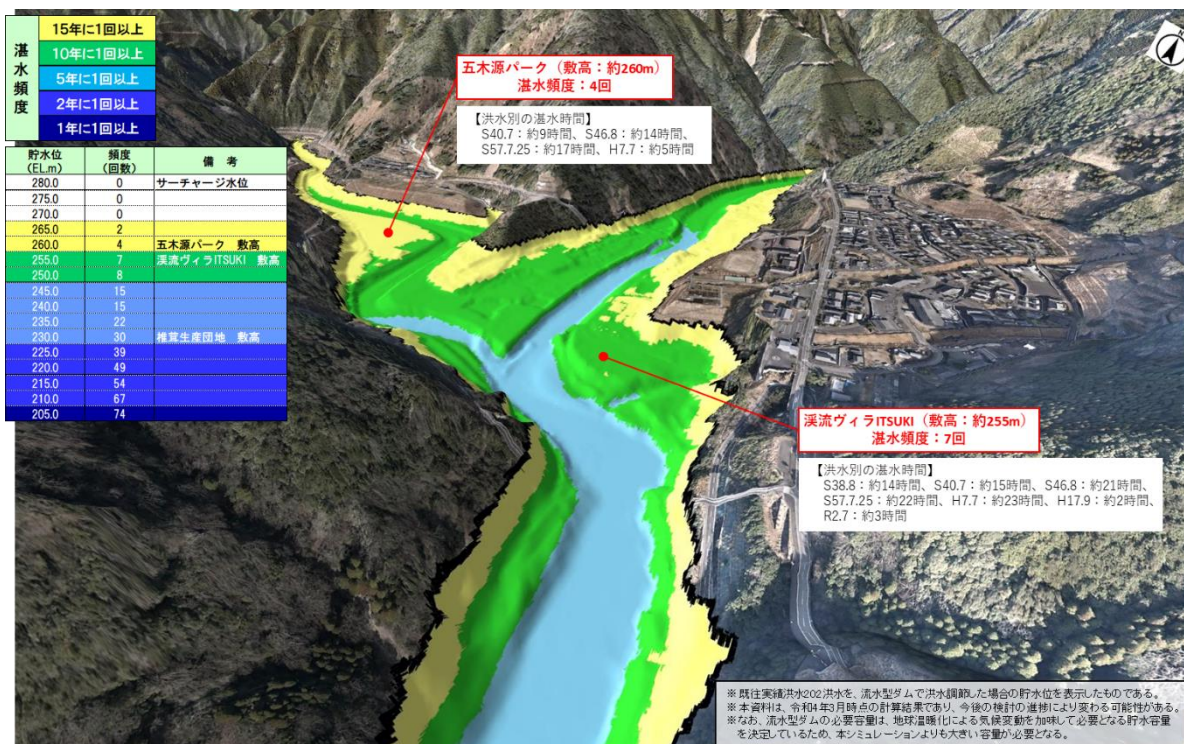 湛水頻度
15年に1回以上
10年に1回以上
5年に1回以上
2年に1回以上
1年に1回以上
貯水位(EL.m) 頻度(回数) 備 考
280.0 0 サーチャージ水位
275.0 0
270.0 0
265.0 2
260.0 4 五木源パーク 敷高
255.0 7 渓流ヴィラITSUKI 敷高
250.0 8
245.0 15
240.0 15
235.0 22
230.0 30 椎茸生産団地 敷高
225.0 39
220.0 49
215.0 54
210.0 67
205.0 74
五木源パーク(敷高:約260m)
湛水頻度:4回
【洪水別の湛水時間】
S40.7:約9時間、S46.8:約14時間、
S57.7.25:約17時間、H7.7:約5時間
N
渓流ヴィラITSUKI(敷高:約255m)
湛水頻度:7回
【洪水別の湛水時間】
S38.8:約14時間、S40.7:約15時間、S46.8:約21時間、
S57.7.25:約22時間、H7.7:約23時間、H17.9:約2時間、
R2.7:約3時間
※既往実績洪水202洪水を、流水型ダムで洪水調節した場合の貯水位を表示したものである。
※本資料は、令和4年3月時点の計算結果であり、今後の検討の進捗により変わる可能性がある。
※なお、流水型ダムの必要容量は、地球温暖化による気候変動を加味して必要となる貯水容量
を決定しているため、本シミュレーションよりも大きい容量が必要となる。